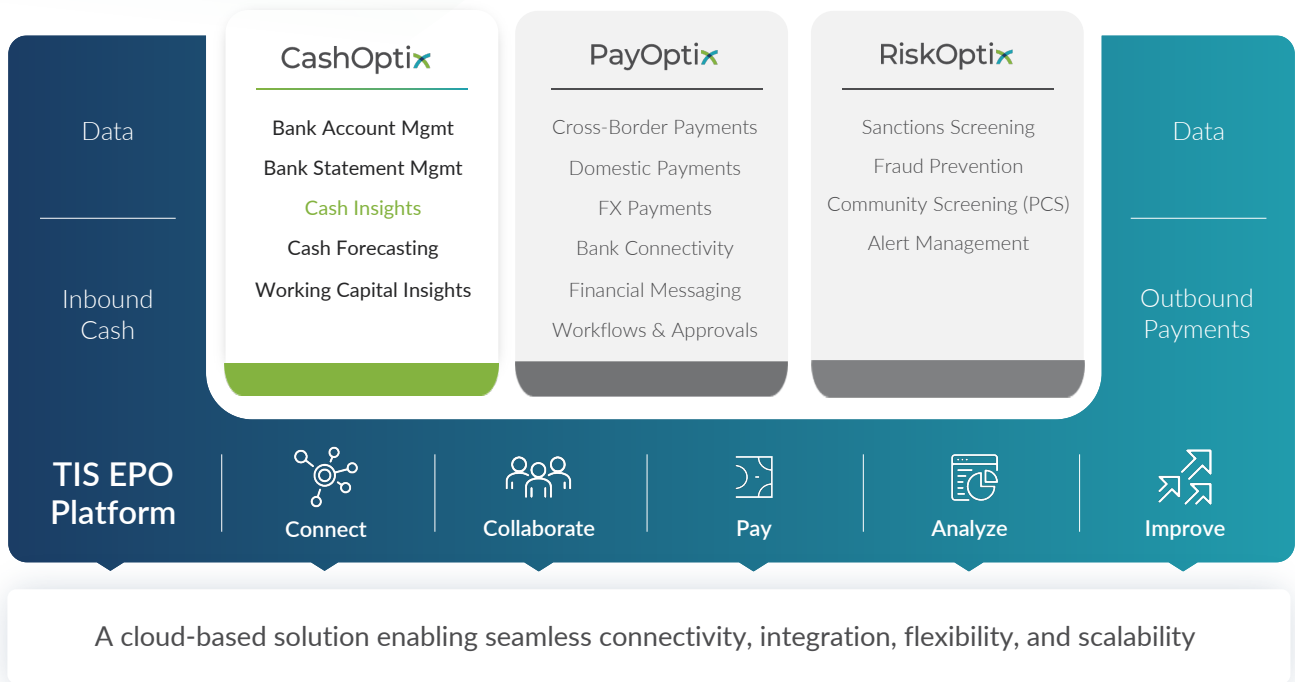 CashOptix
PayOptix
RiskOptix
Data
Inbound
Cash
Bank Account Mgmt
Bank Statement Mgmt
Cash Insights
Cash Forecasting
Working Capital Insights
Cross-Border Payments
Domestic Payments
FX Payments
Bank Connectivity
Financial Messaging
Workflows & Approvals
Sanctions Screening
Fraud Prevention
Community Screening (PCS)
Alert Management
Data
Outbound
Payments
TIS EPO
Platform
Connect
Collaborate
Pay
Analyze
Improve
A cloud-based solution enabling seamless connectivity, integration, flexibility, and scalability